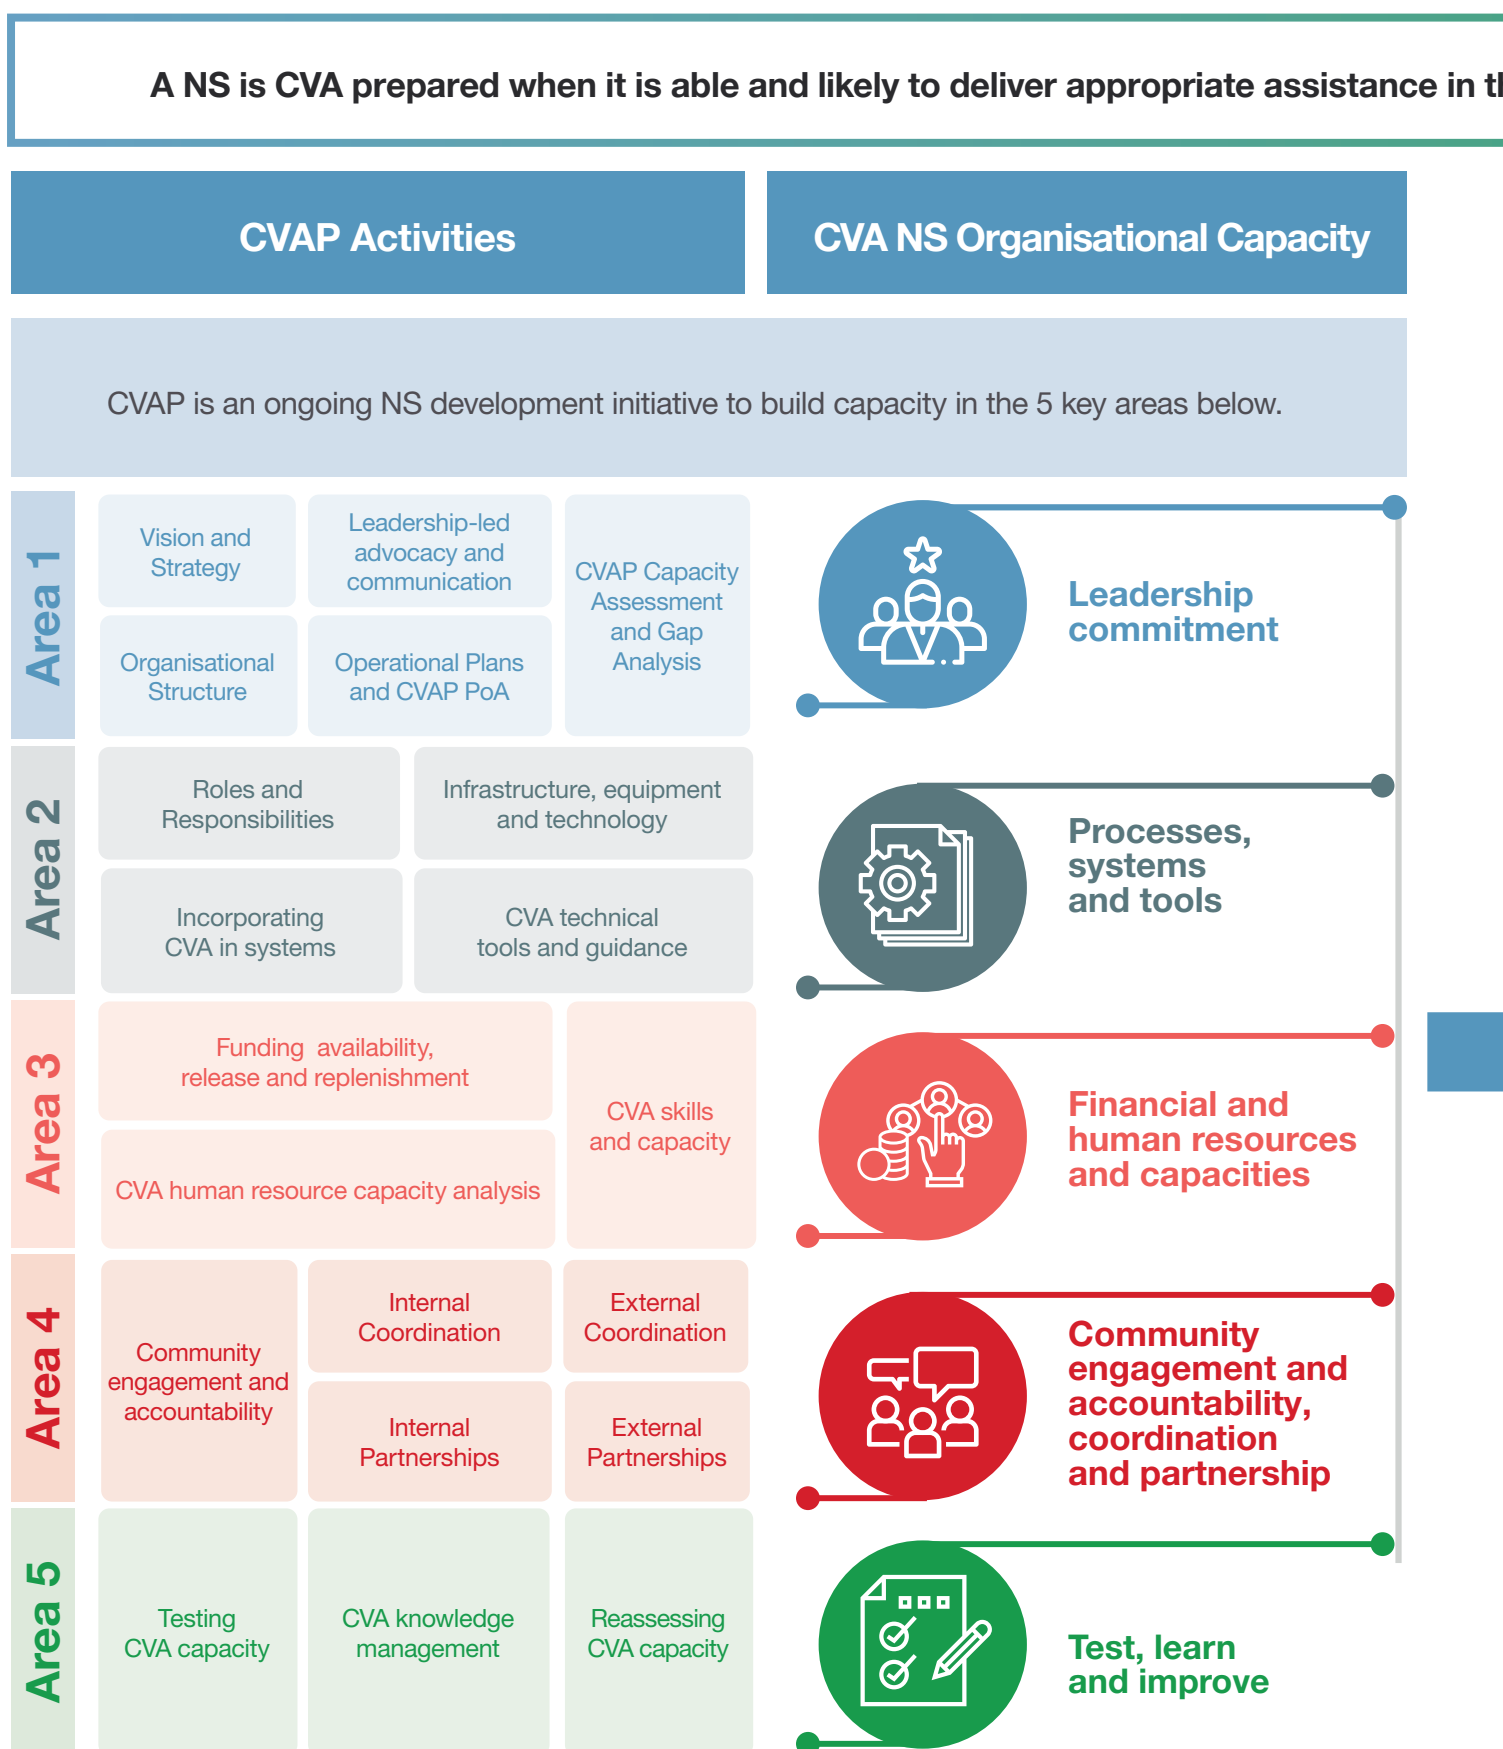 A NS is CVA prepared when it is able and likely to deliver appropriate assistance in th
CVAP Activities
CVA NS Organisational Capacity
CVAP is an ongoing NS development initiative to build capacity in the 5 key areas below.
Area 1
Vision and
Strategy
Leadership-led
advocacy and
communication
CVAP Capacity
Assessment
and Gap
Analysis
Organisational
Structure
Operational Plans
and CVAP PoA
Leadership
commitment
Area 2
Roles and
Responsibilities
Infrastructure, equipment
and technology
Incorporating
CVA in systems
CVA technical
tools and guidance
Processes,
systems
and tools
Area 3
Funding availability,
release and replenishment
CVA skills
and capacity
CVA human resource capacity analysis
Financial and
human resources
and capacities
Area 4
Community
engagement and
accountability
Internal
Coordination
External
Coordination
Internal
Partnerships
External
Partnerships
Community
engagement and
accountability,
coordination
and partnership
Area 5
Testing
CVA capacity
CVA knowledge
management
Reassessing
CVA capacity
Test, learn
and improve